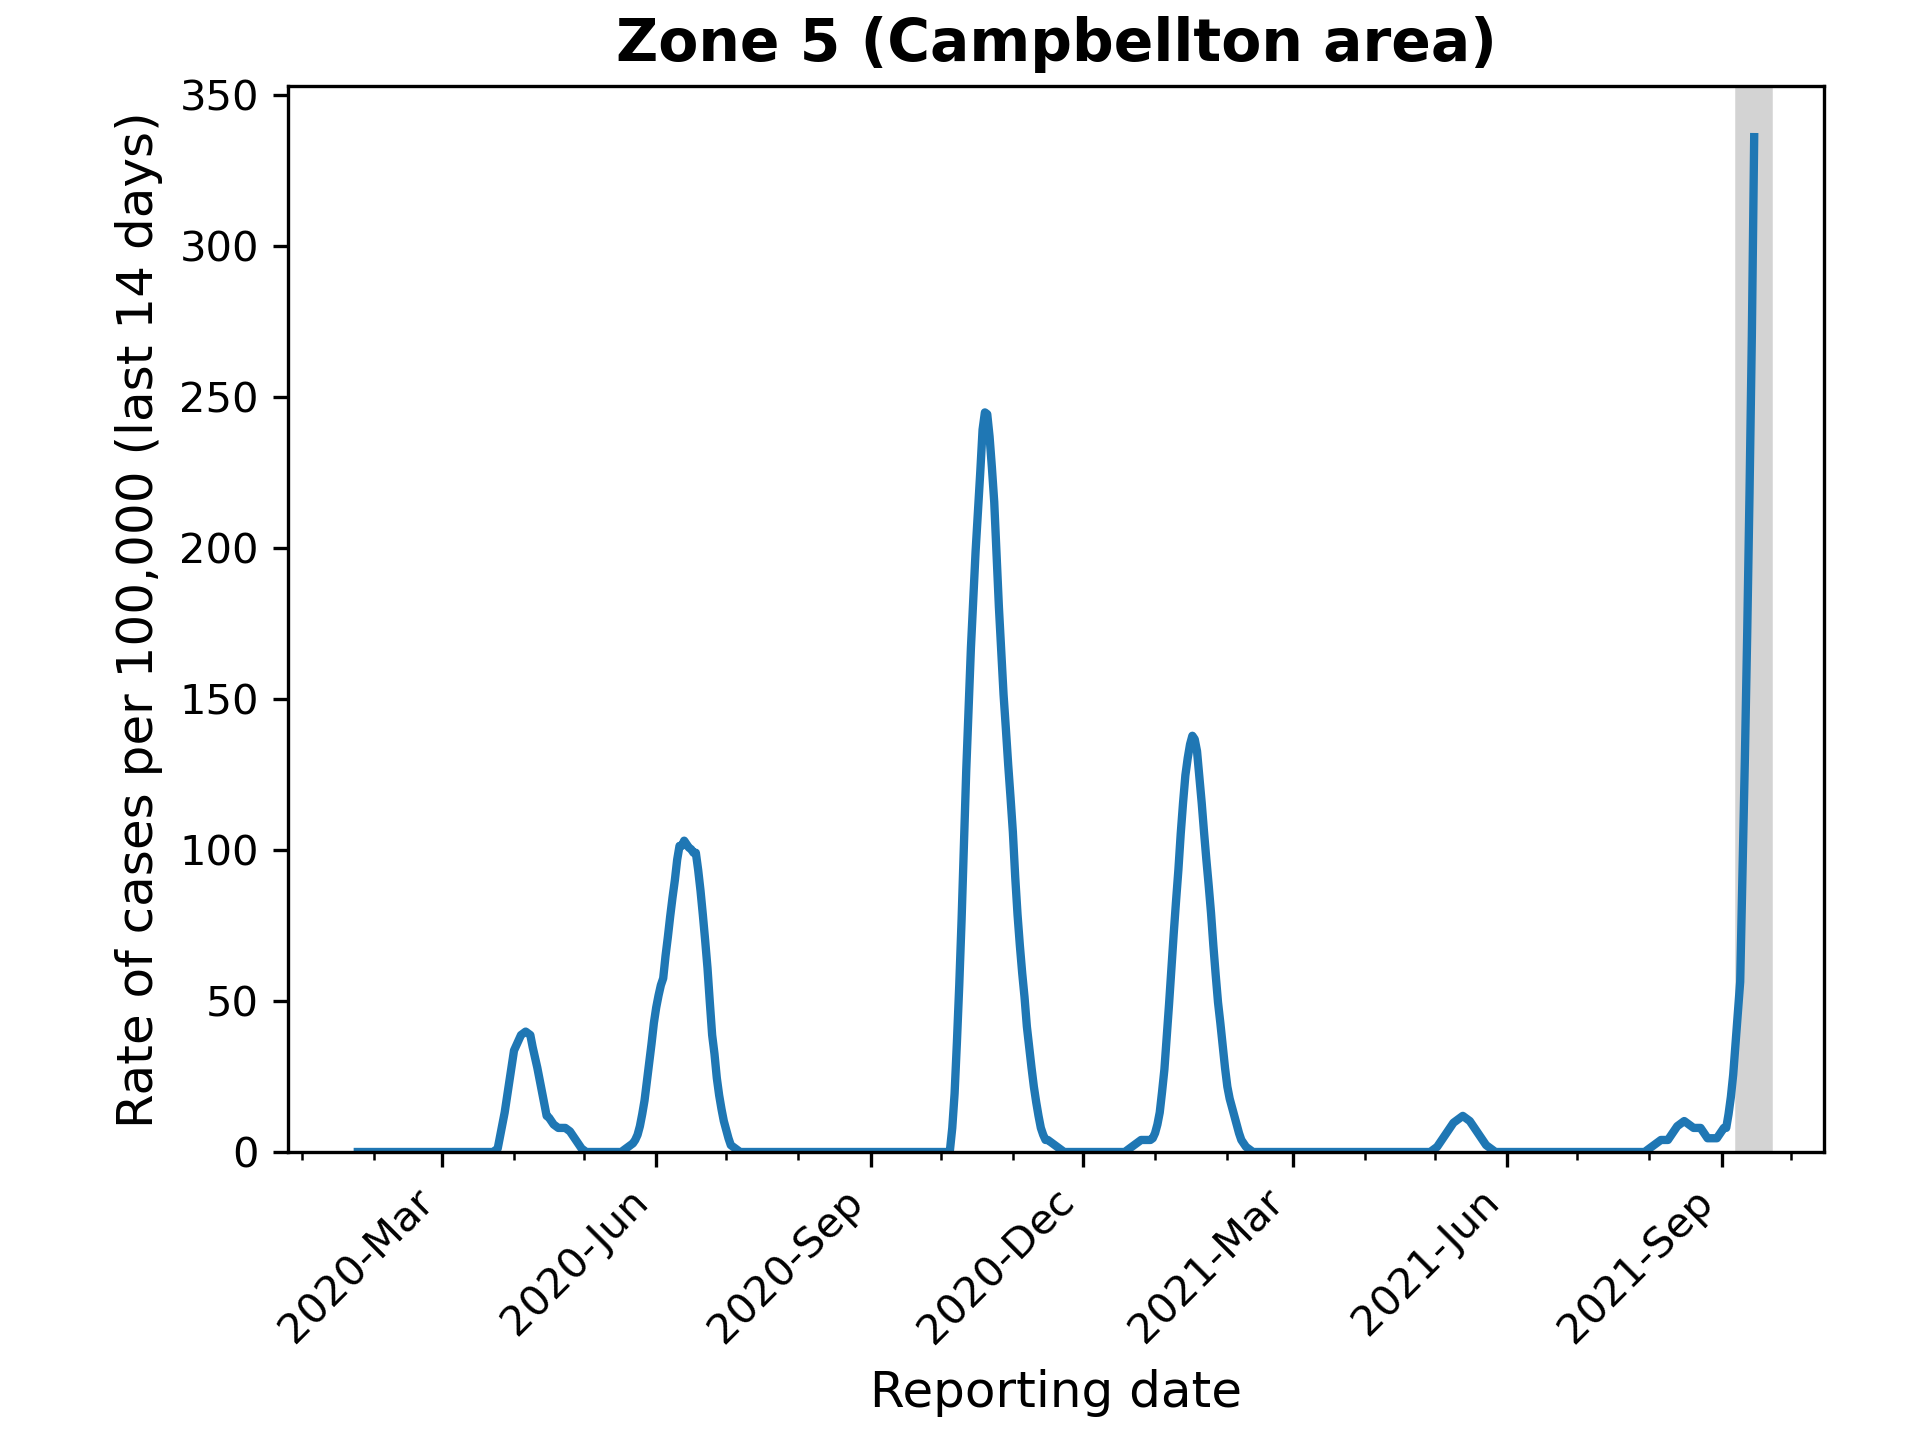 Zone 5 (Campbellton area)
Rate of cases per 100,000 (last 14 days)
350
300
250
200
150
100
50
0
2020-Mar
2020-Jun
2020-Sep
2020-Dec
2021-Mar
2021-Jun
2021-Sep
Reporting date